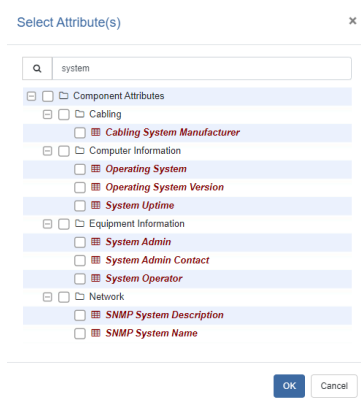 Select Attribute(s)
×
system
Component Attributes
Cabling
Cabling System Manufacturer
Computer Information
Operating System
Operating System Version
System Uptime
Equipment Information
System Admin
System Admin Contact
System Operator
Network
SNMP System Description
SNMP System Name
OK Cancel